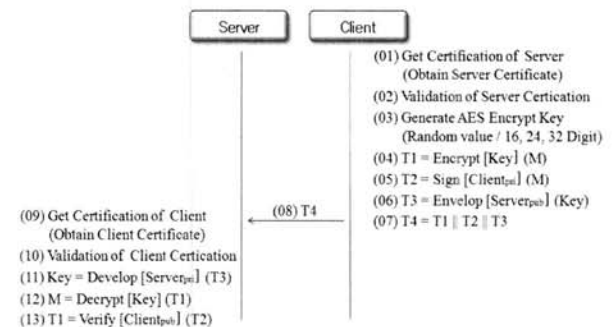 Server
Client
(01) Get Certification of Server
(Obtain Server Certificate)
(02) Validation of Server Certication
(03) Generate AES Encrypt Key
(Random value / 16, 24, 32 Digit)
(04) T1 = Encrypt [Key] (M)
(05) T2 = Sign [Clientpri] (M)
(06) T3 = Envelop [Serverpub] (Key)
(07) T4 = T1 || T2 || T3
(08) T4
(09) Get Certification of Client
(Obtain Client Certificate)
(10) Validation of Client Certication
(11) Key = Develop [Serverpri] (T3)
(12) M = Decrypt [Key] (T1)
(13) T1 = Verify [Clientpub] (T2)